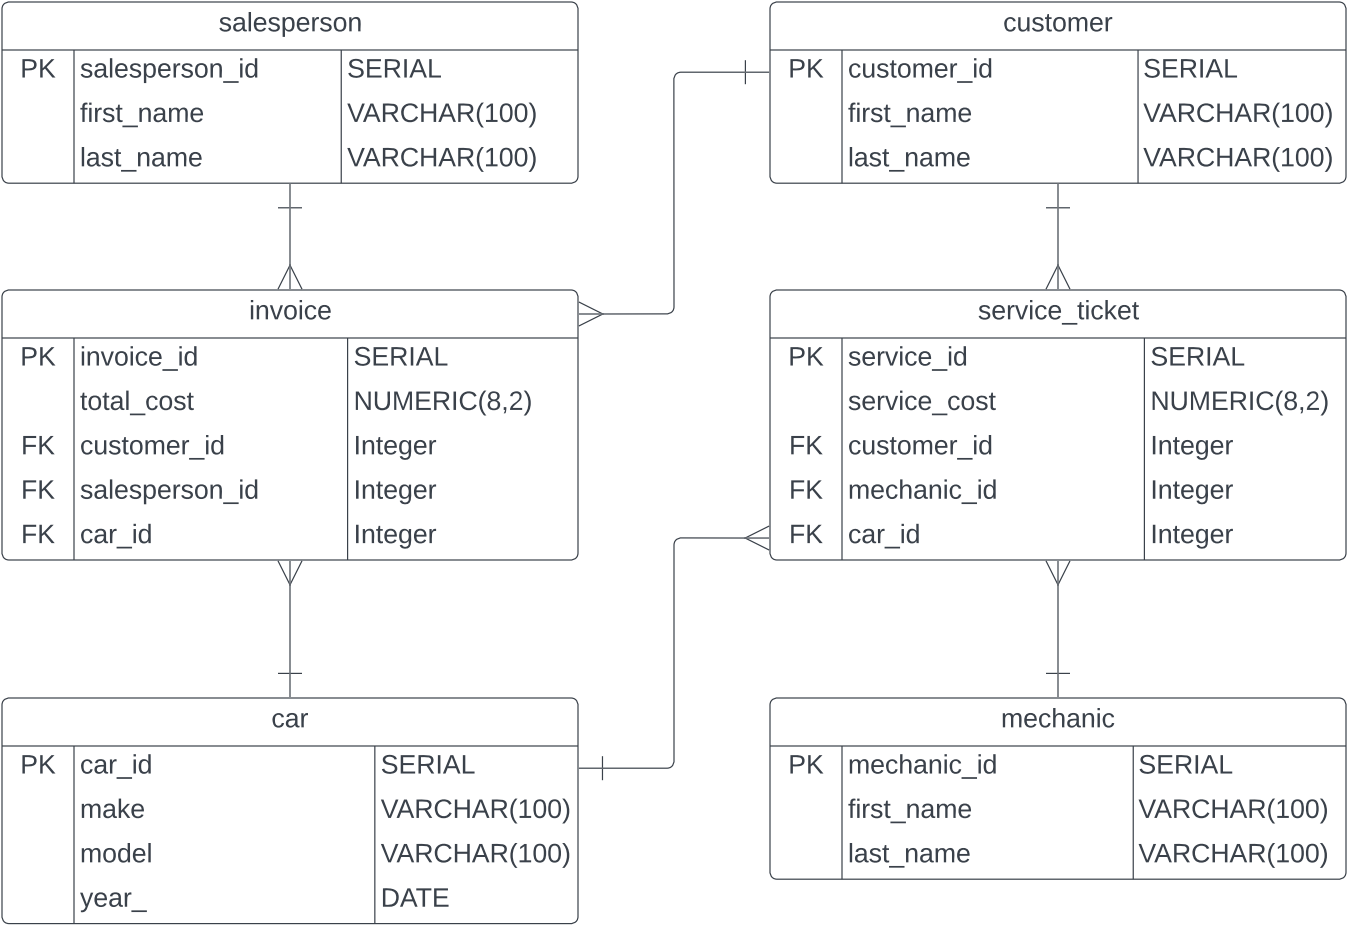 salesperson
PK salesperson_id SERIAL
first_name VARCHAR(100)
last_name VARCHAR(100)
customer
PK customer_id SERIAL
first_name VARCHAR(100)
last_name VARCHAR(100)
invoice
PK invoice_id SERIAL
total_cost NUMERIC(8,2)
FK customer_id Integer
FK salesperson_id Integer
FK car_id Integer
service_ticket
PK service_id SERIAL
service_cost NUMERIC(8,2)
FK customer_id Integer
FK mechanic_id Integer
FK car_id Integer
car
PK car_id SERIAL
make VARCHAR(100)
model VARCHAR(100)
year_ DATE
mechanic
PK mechanic_id SERIAL
first_name VARCHAR(100)
last_name VARCHAR(100)